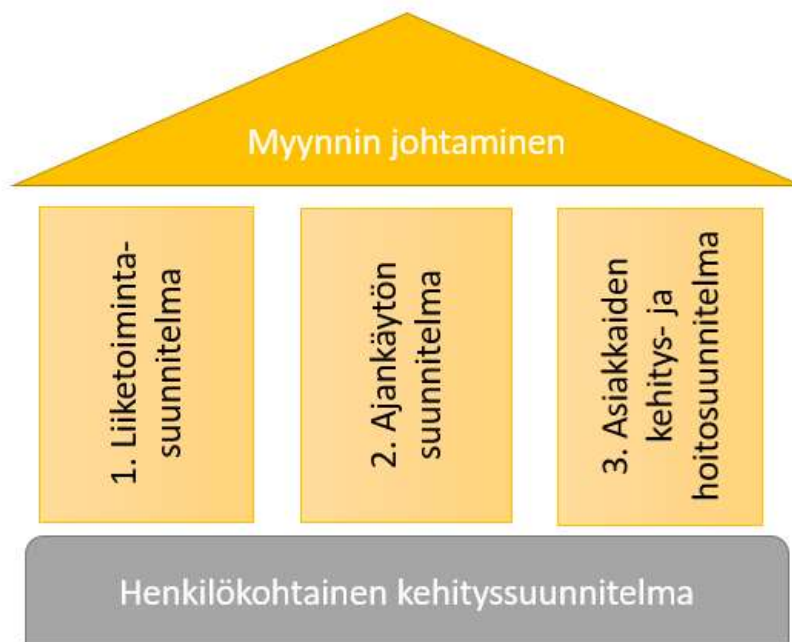 Myynnin johtaminen
1. Liiketoiminta-
suunnitelma
2. Ajankäytön
suunnitelma
3. Asiakkaiden
kehitys- ja
hoitosuunnitelma
Henkilökohtainen kehityssuunnitelma